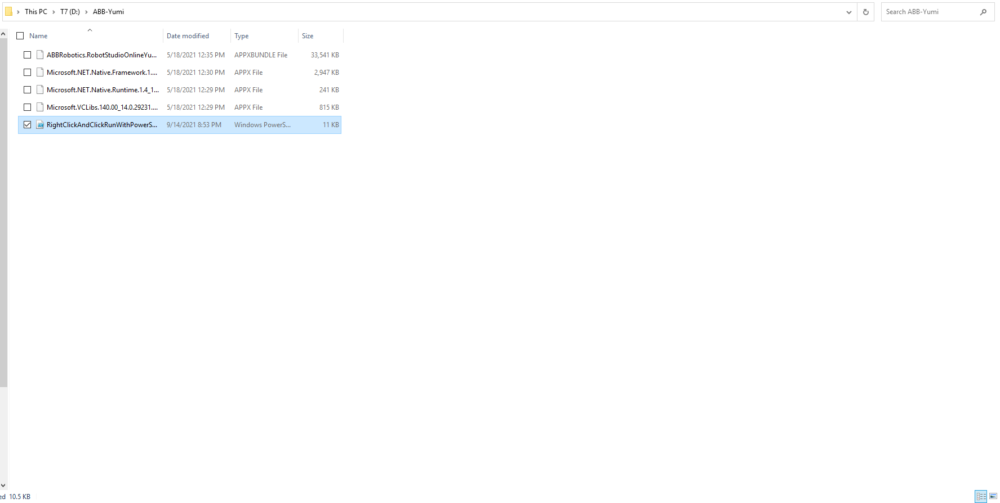 This PC > T7 (D:) > ABB-Yumi
Search ABB-Yumi
Name Date modified Type Size
ABBRobotics.RobotStudioOnlineYu... 5/18/2021 12:35 PM APPXBUNDLE File 33,541 KB
Microsoft.NET.Native.Framework.1.... 5/18/2021 12:30 PM APPX File 2,947 KB
Microsoft.NET.Native.Runtime.1.4_1... 5/18/2021 12:29 PM APPX File 241 KB
Microsoft.VCLibs.140.00_14.0.29231.... 5/18/2021 12:29 PM APPX File 815 KB
RightClickAndClickRunWithPowerS... 9/14/2021 8:53 PM Windows PowerS... 11 KB
ed 10.5 KB